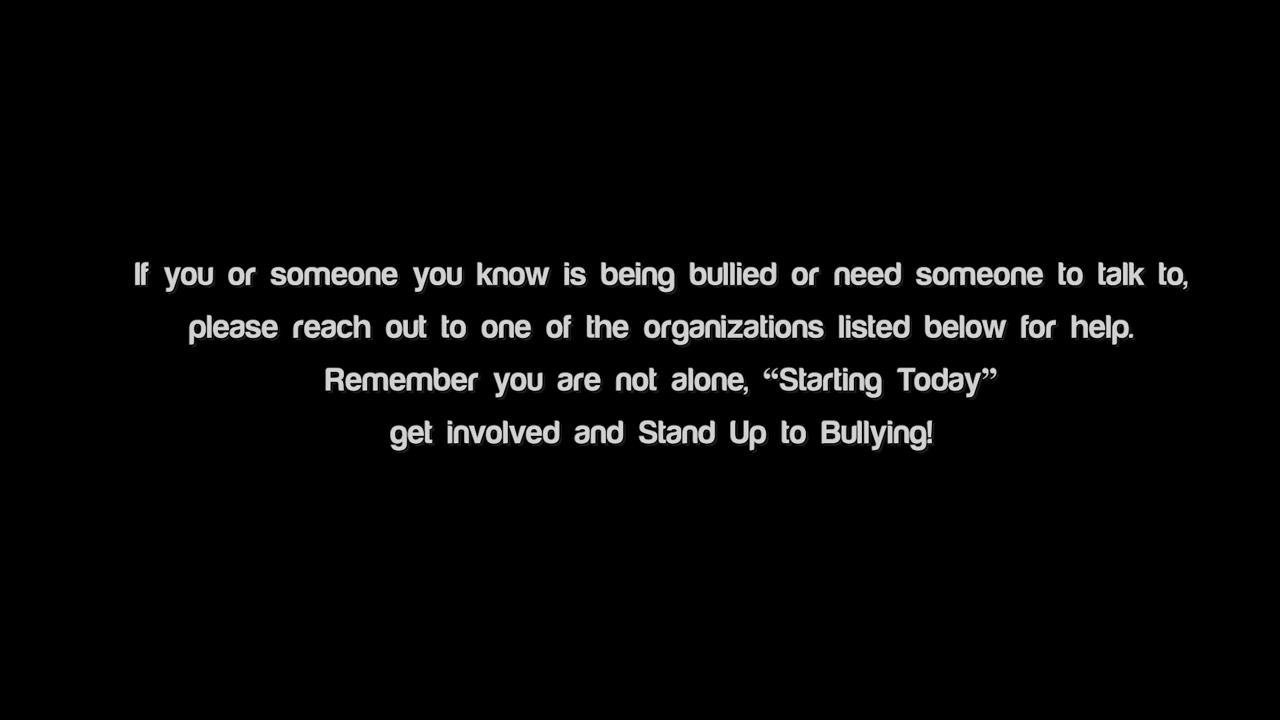 If you or someone you know is being bullied or need someone to talk to,
please reach out to one of the organizations listed below for help.
Remember you are not alone, “Starting Today”
get involved and Stand Up to Bullying!